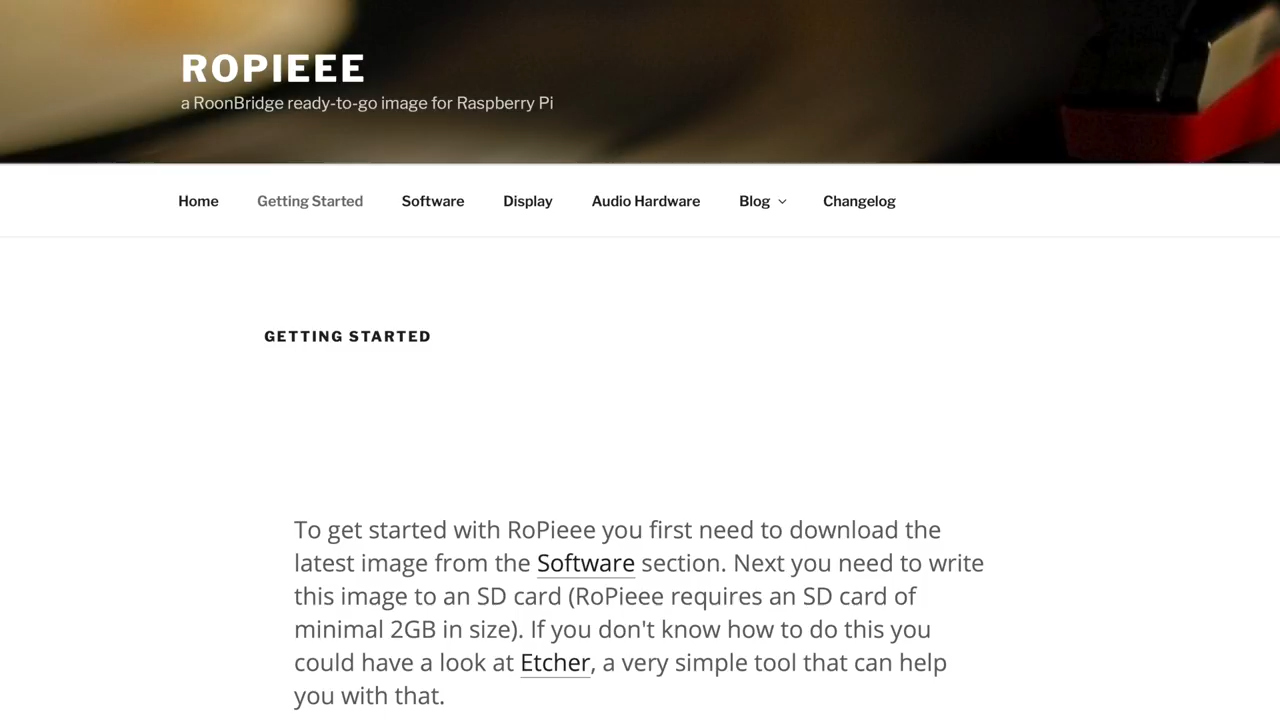 ROPIEEE
a RoonBridge ready-to-go image for Raspberry Pi
Home Getting Started Software Display Audio Hardware Blog Changelog
GETTING STARTED
To get started with RoPieee you first need to download the
latest image from the Software section. Next you need to write
this image to an SD card (RoPieee requires an SD card of
minimal 2GB in size). If you don't know how to do this you
could have a look at Etcher, a very simple tool that can help
you with that.